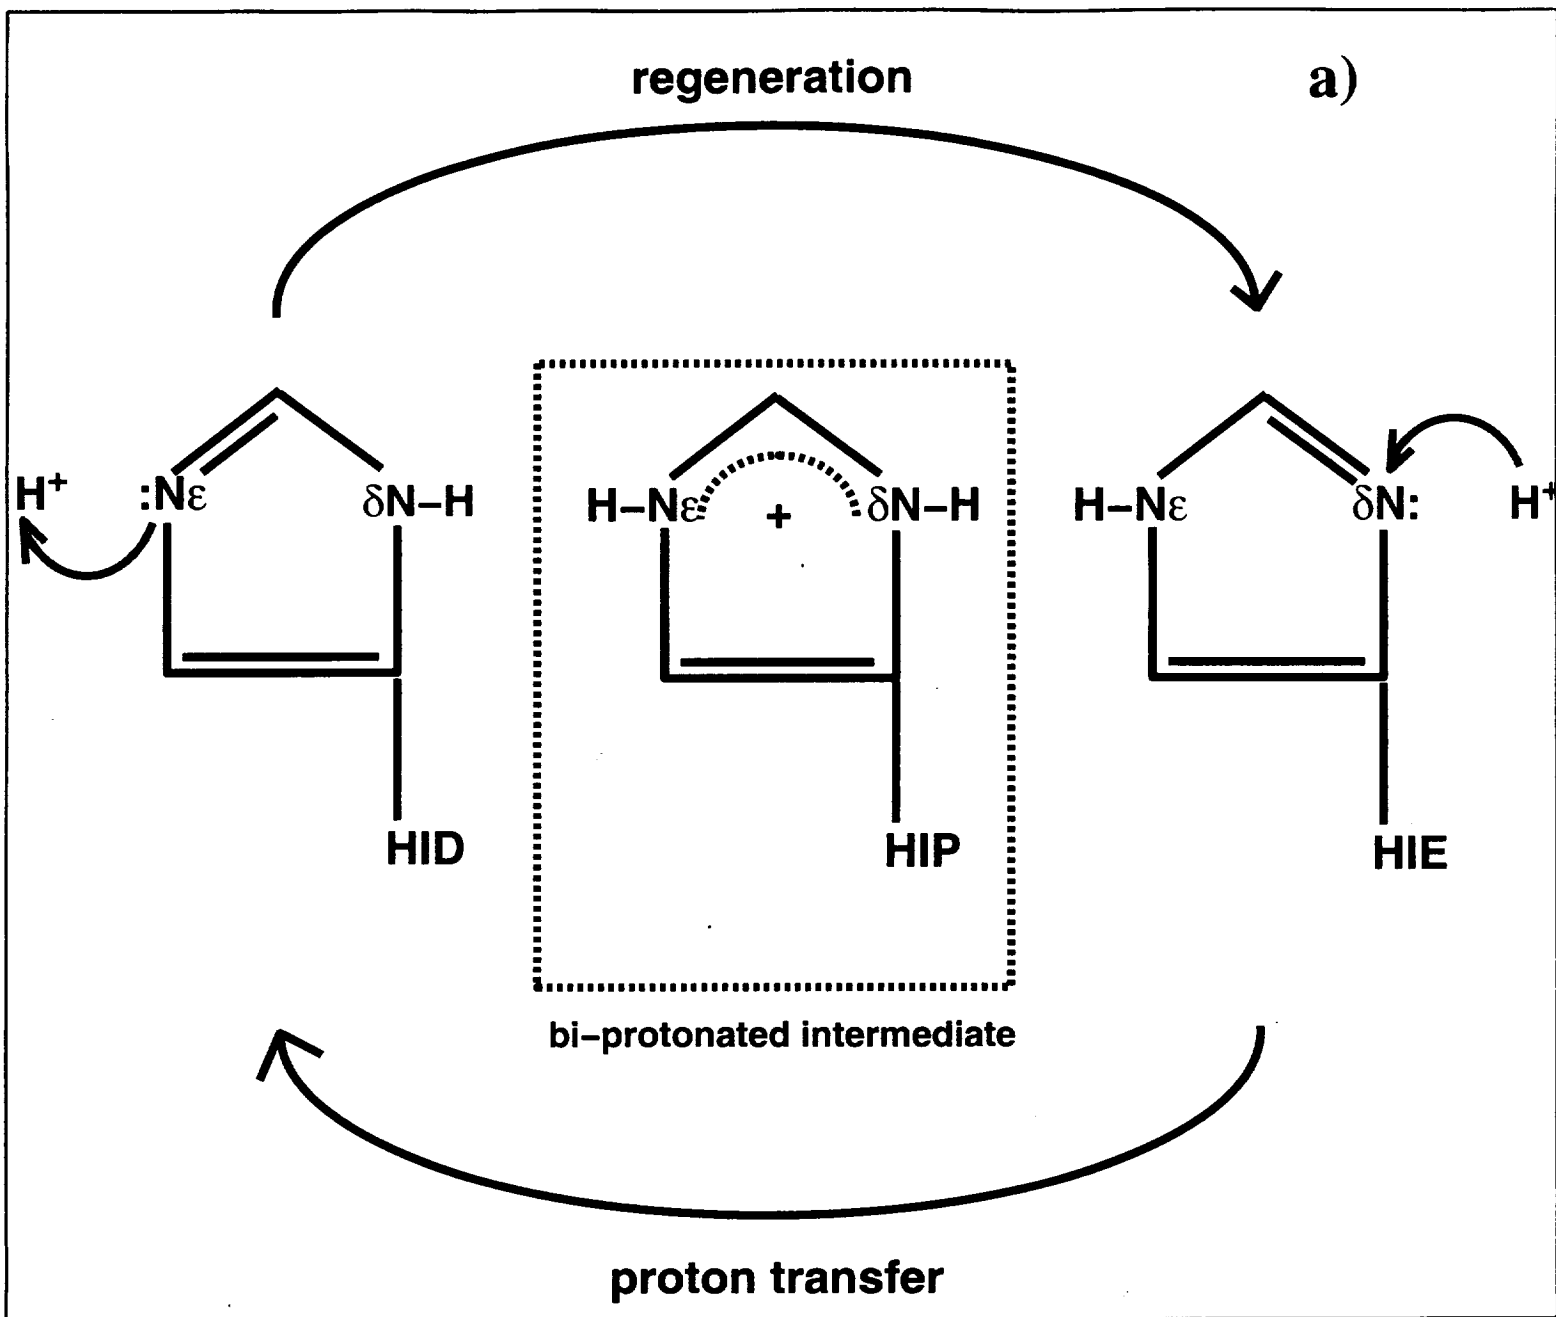 regeneration
a)
H+ :Nε δN–H
H–Nε + δN–H
H–Nε δN: H+
HID
HIP
HIE
bi–protonated intermediate
proton transfer